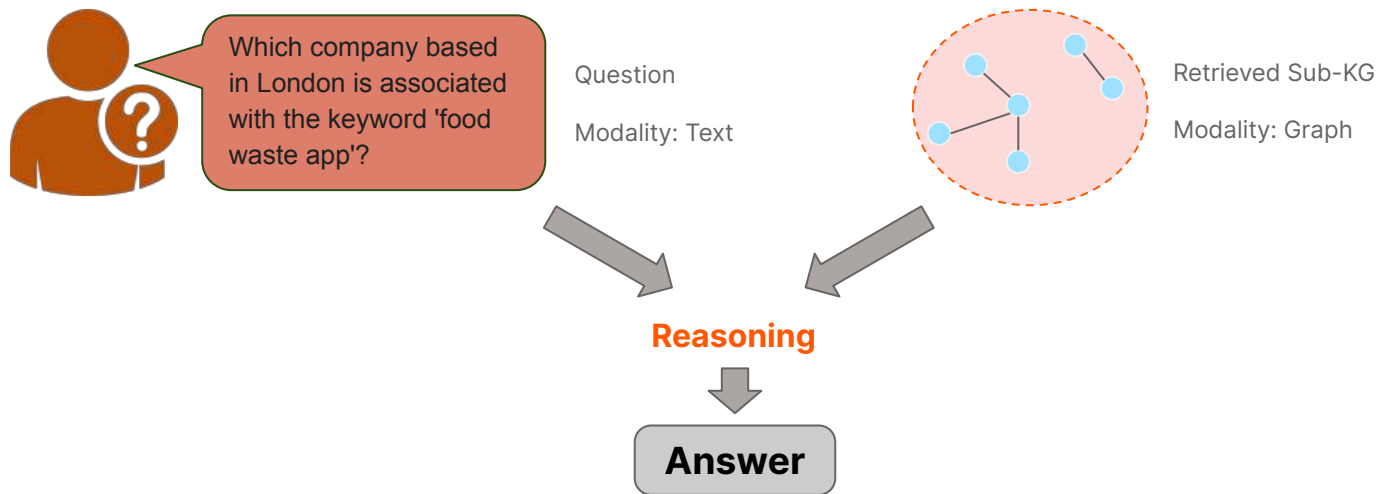 Which company based
in London is associated
with the keyword 'food
waste app'?
Question
Modality: Text
Retrieved Sub-KG
Modality: Graph
?
Reasoning
Answer